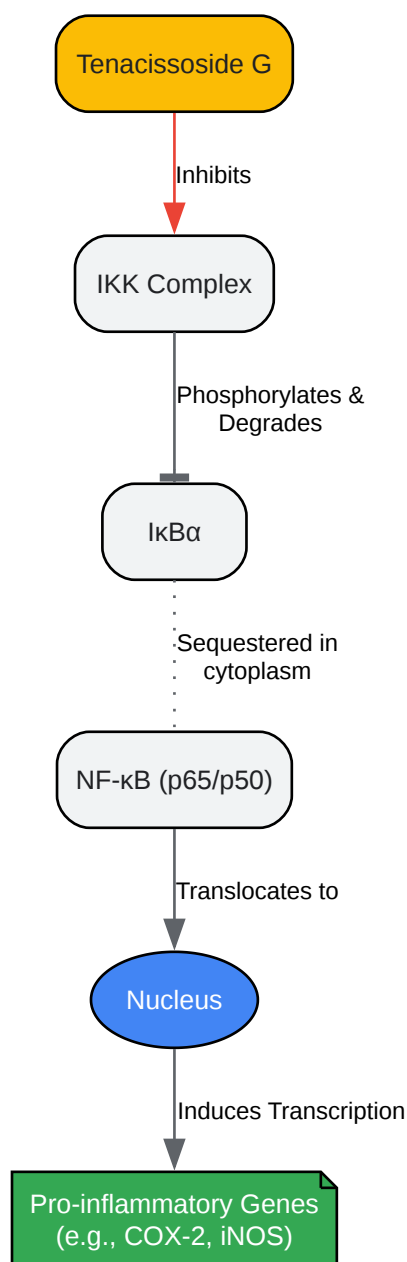 Tenacissoside G
Inhibits
IKK Complex
Phosphorylates &
Degrades
IκBα
Sequestered in
cytoplasm
NF-κB (p65/p50)
Translocates to
Nucleus
Induces Transcription
Pro-inflammatory Genes
(e.g., COX-2, iNOS)